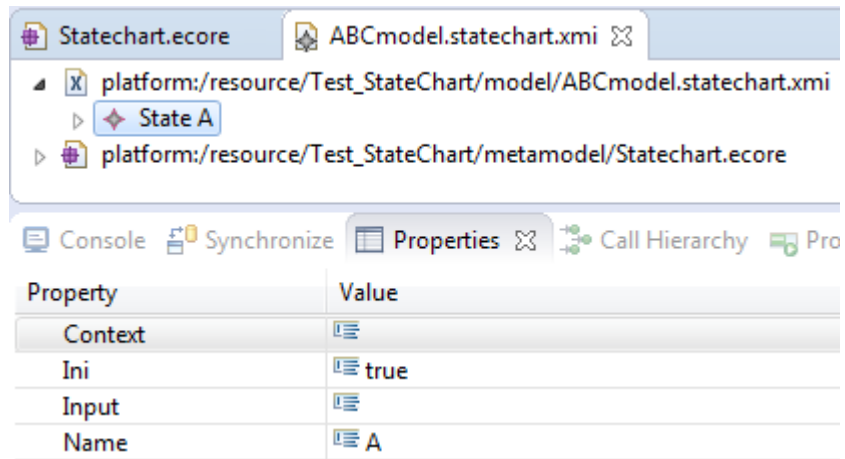 Statechart.ecore ABCmodel.statechart.xmi
platform:/resource/Test_StateChart/model/ABCmodel.statechart.xmi
State A
platform:/resource/Test_StateChart/metamodel/Statechart.ecore
Console Synchronize Properties Call Hierarchy Pro
Property Value
Context
Ini true
Input
Name A